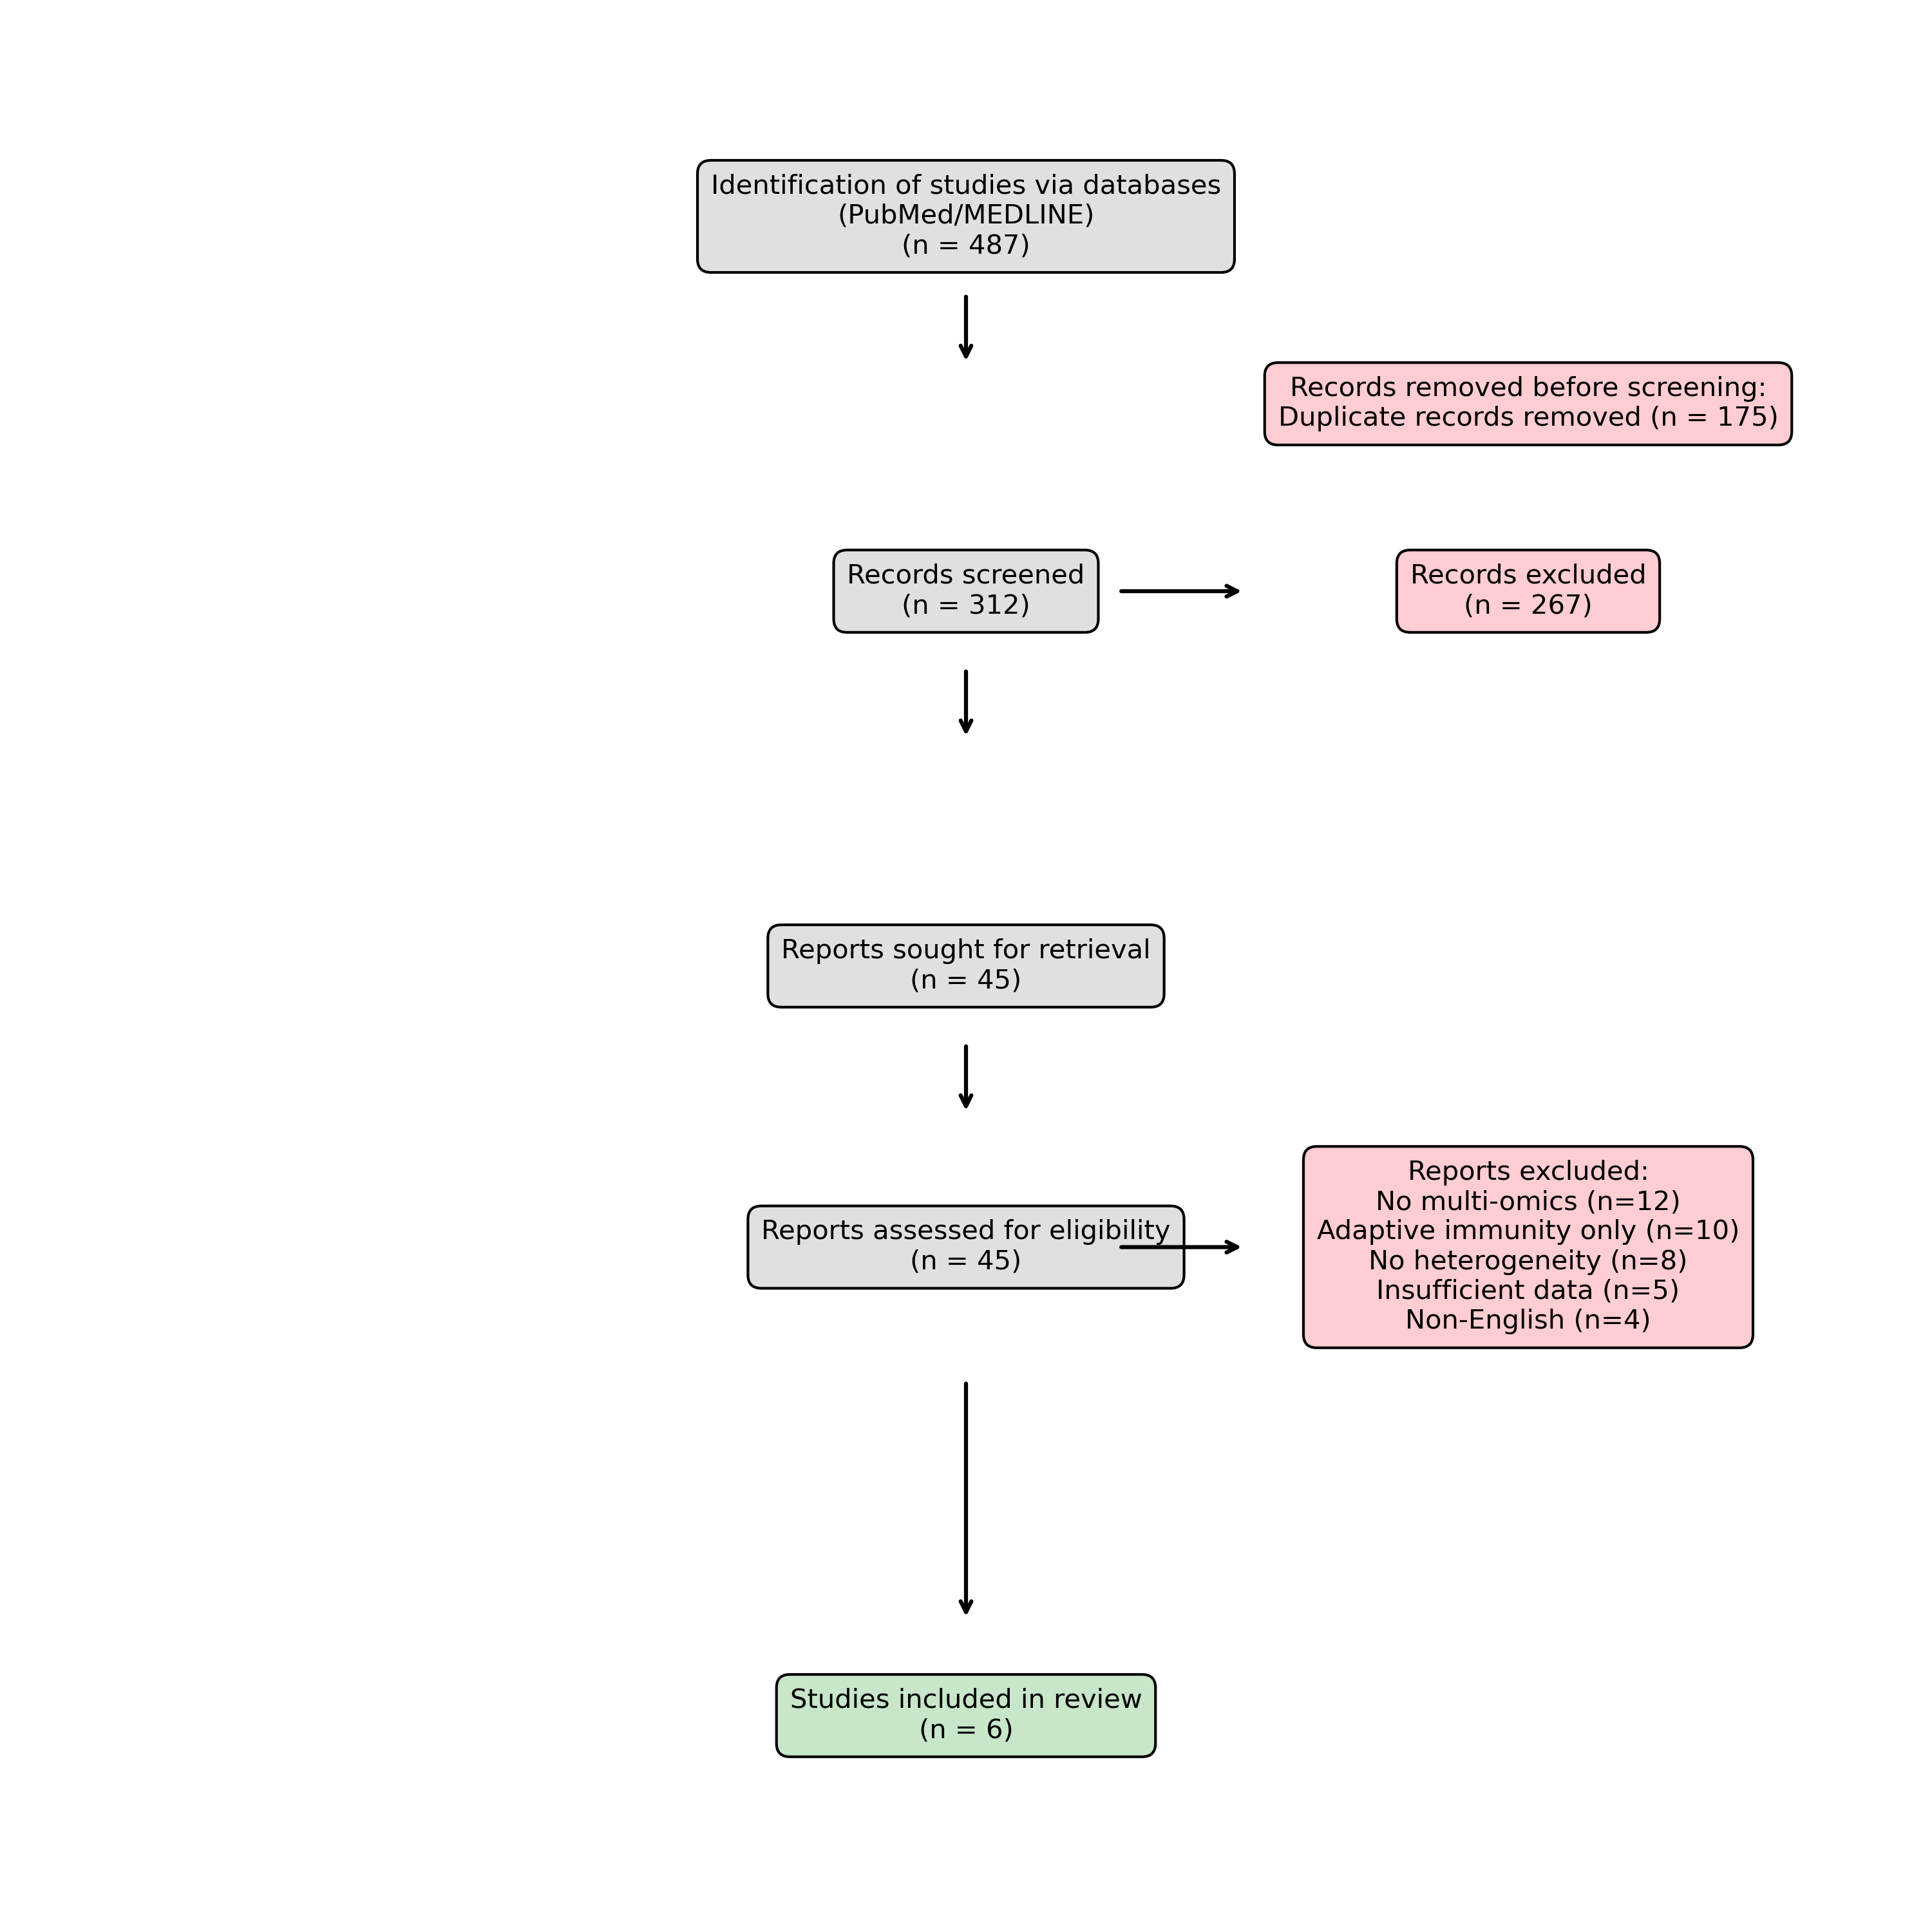 Identification of studies via databases
(PubMed/MEDLINE)
(n = 487)
Records removed before screening:
Duplicate records removed (n = 175)
Records screened
(n = 312)
Records excluded
(n = 267)
Reports sought for retrieval
(n = 45)
Reports assessed for eligibility
(n = 45)
Reports excluded:
No multi-omics (n=12)
Adaptive immunity only (n=10)
No heterogeneity (n=8)
Insufficient data (n=5)
Non-English (n=4)
Studies included in review
(n = 6)